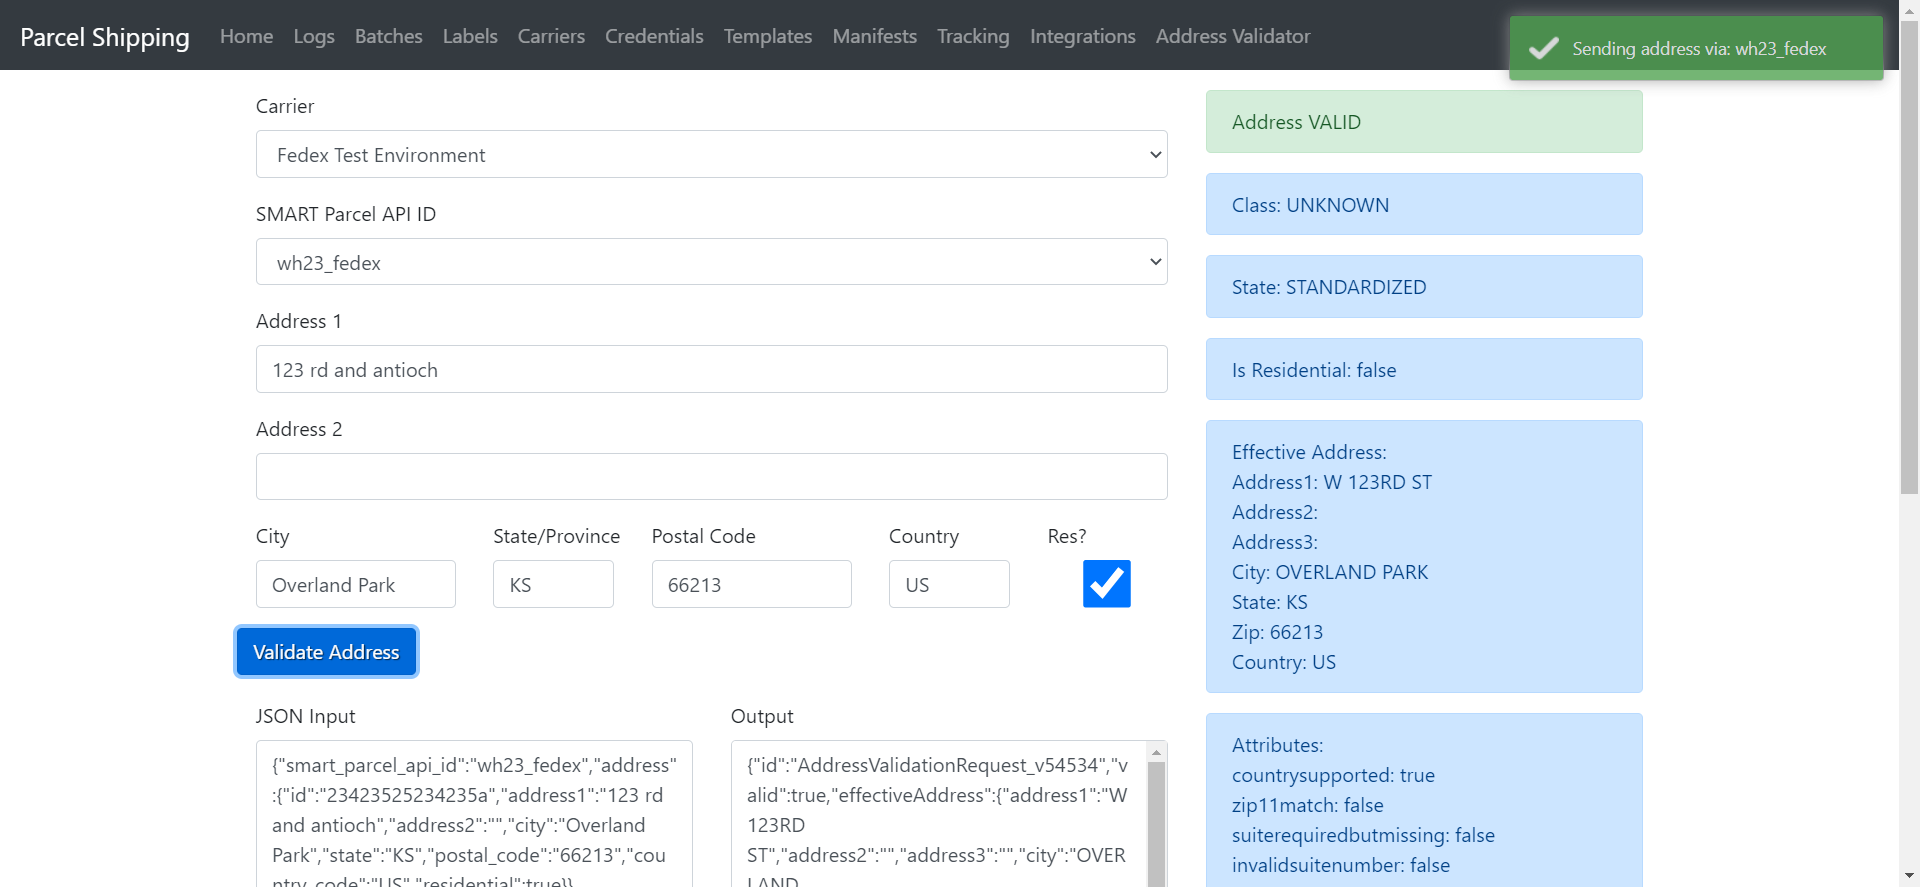 Parcel Shipping Home Logs Batches Labels Carriers Credentials Templates Manifests Tracking Integrations Address Validator
Sending address via: wh23_fedex
Carrier
Fedex Test Environment
SMART Parcel API ID
wh23_fedex
Address 1
123 rd and antioch
Address 2
City State/Province Postal Code Country Res?
Overland Park KS 66213 US
Validate Address
JSON Input
{"smart_parcel_api_id":"wh23_fedex","address"
:{"id":"23423525234235a","address1":"123 rd
and antioch","address2":"","city":"Overland
Park","state":"KS","postal_code":"66213","cou
ntry_code":"US","residential":true}}
Output
{"id":"AddressValidationRequest_v54534","v
alid":true,"effectiveAddress":{"address1":"W
123RD
ST","address2":"","address3":"","city":"OVER
LAND
Address VALID
Class: UNKNOWN
State: STANDARDIZED
Is Residential: false
Effective Address:
Address1: W 123RD ST
Address2:
Address3:
City: OVERLAND PARK
State: KS
Zip: 66213
Country: US
Attributes:
countrysupported: true
zip11match: false
suiterequiredbutmissing: false
invalidsuitenumber: false